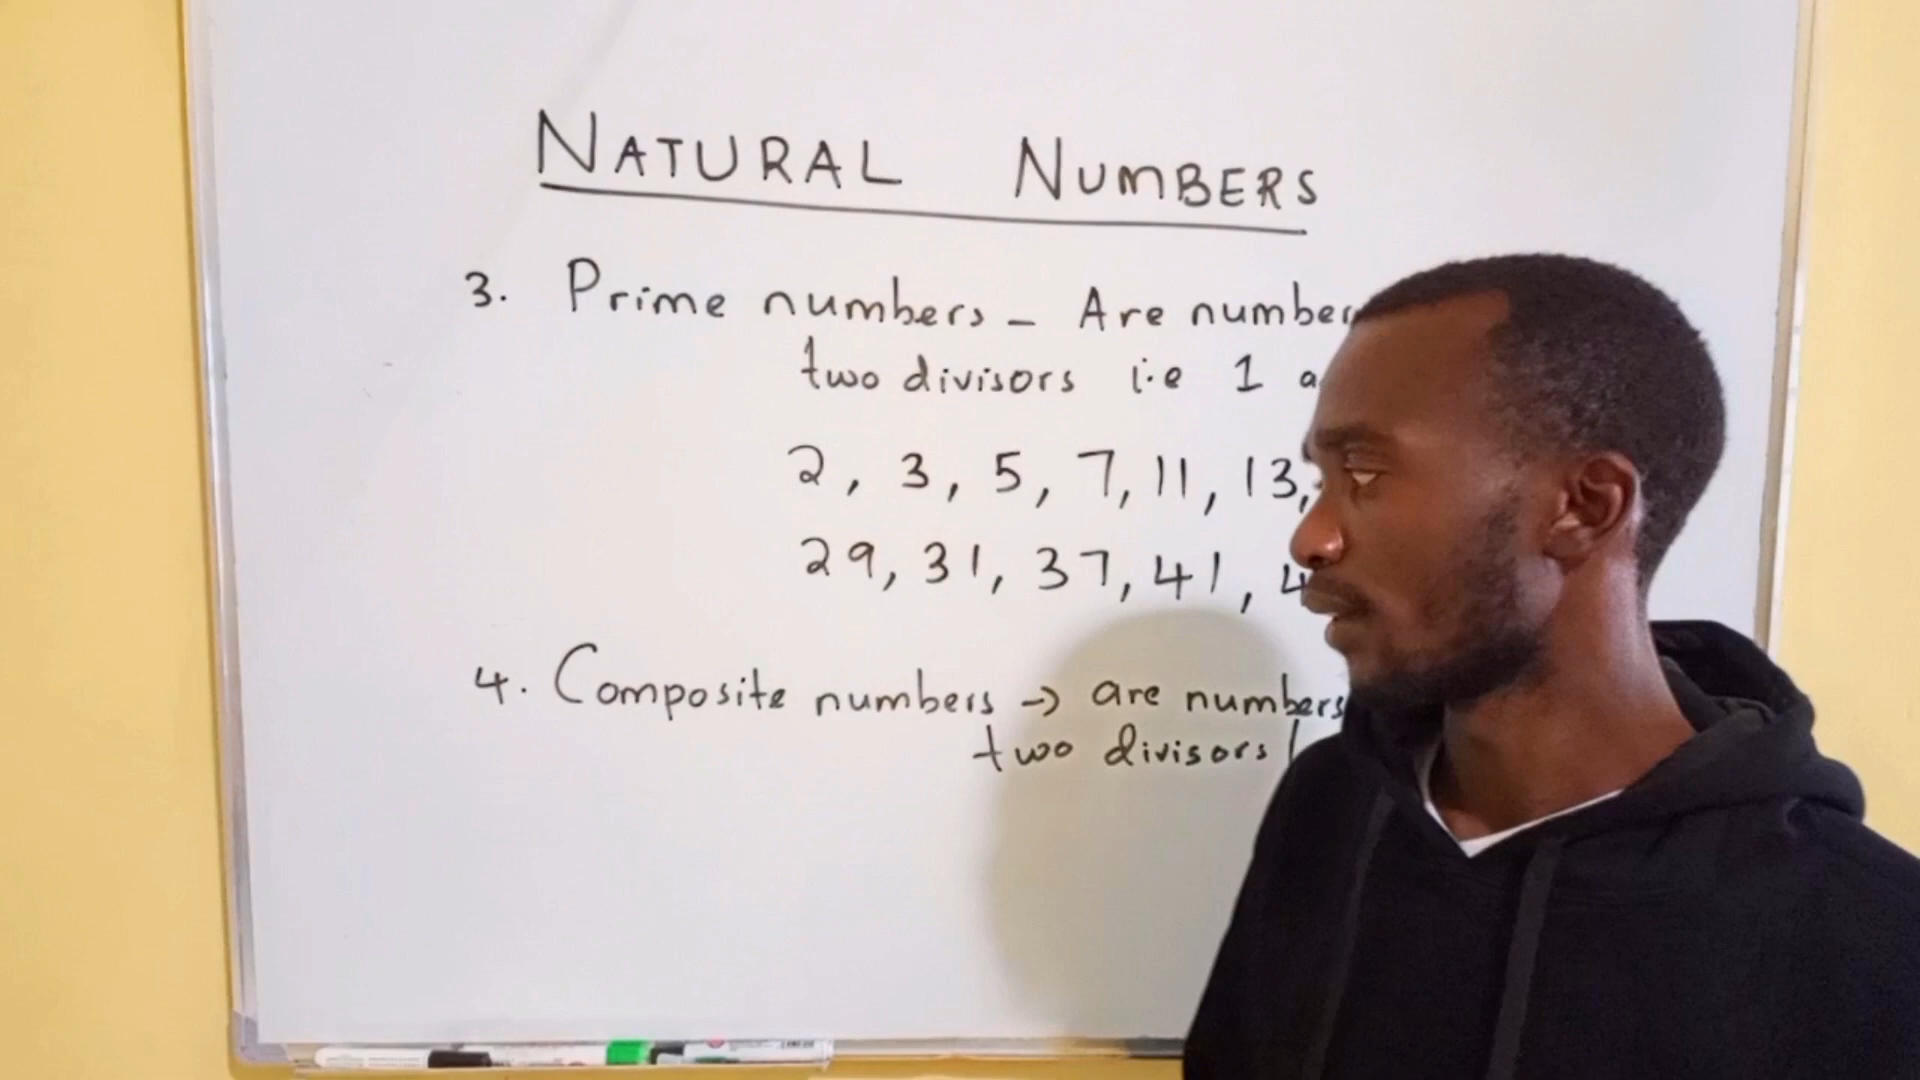 NATURAL NUMBERS
3. Prime numbers - Are number
two divisors i.e 1 a
2, 3, 5, 7, 11, 13,
29, 31, 37, 41, 4
4. Composite numbers → are numbers
two divisors